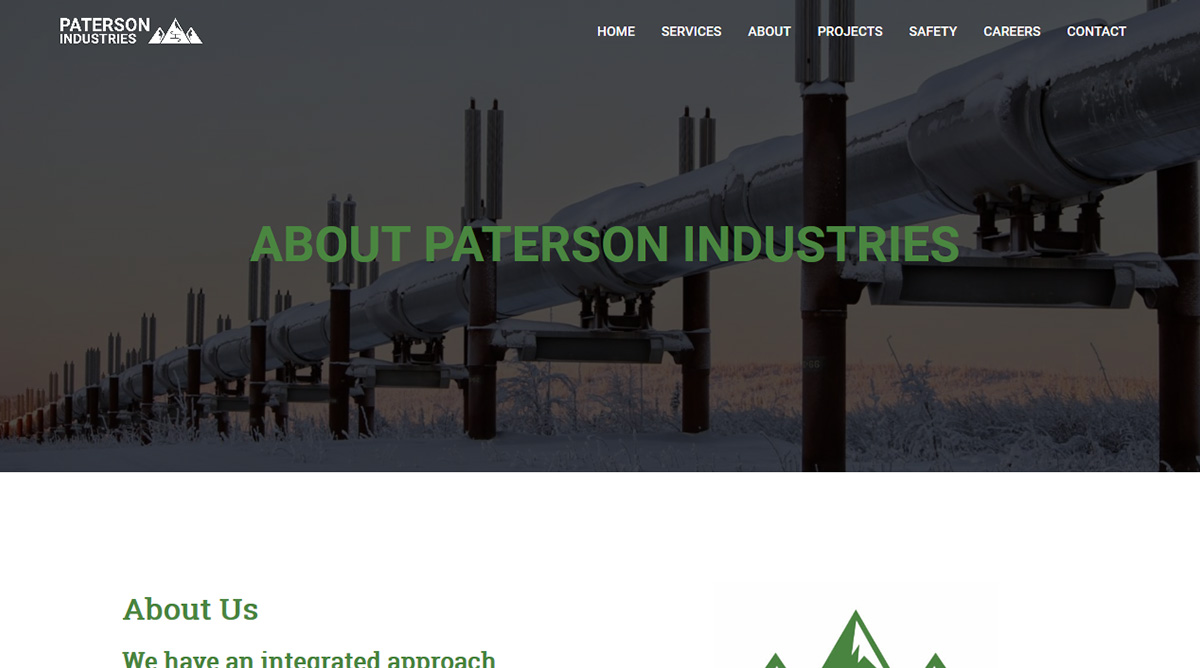 PATERSON
INDUSTRIES
HOME SERVICES ABOUT PROJECTS SAFETY CAREERS CONTACT
ABOUT PATERSON INDUSTRIES
About Us
We have an integrated approach